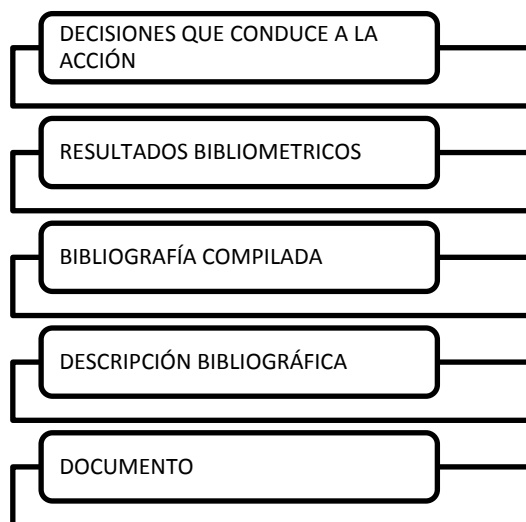 DECISIONES QUE CONDUCE A LA
ACCIÓN
RESULTADOS BIBLIOMETRICOS
BIBLIOGRAFÍA COMPILADA
DESCRIPCIÓN BIBLIOGRÁFICA
DOCUMENTO